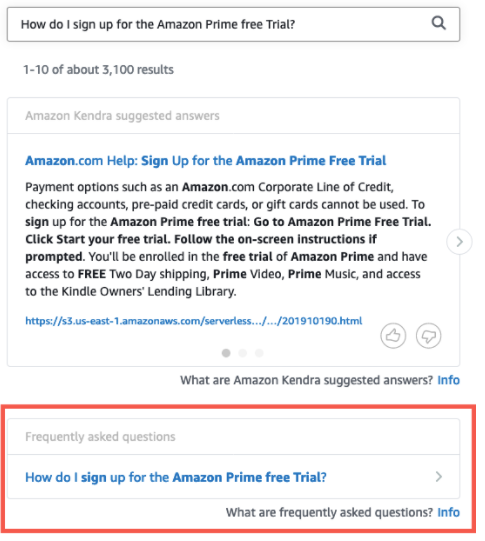 How do I sign up for the Amazon Prime free Trial?
1-10 of about 3,100 results
Amazon Kendra suggested answers
Amazon.com Help: Sign Up for the Amazon Prime Free Trial
Payment options such as an Amazon.com Corporate Line of Credit,
checking accounts, pre-paid credit cards, or gift cards cannot be used. To
sign up for the Amazon Prime free trial: Go to Amazon Prime Free Trial.
Click Start your free trial. Follow the on-screen instructions if
prompted. You'll be enrolled in the free trial of Amazon Prime and have
access to FREE Two Day shipping, Prime Video, Prime Music, and access
to the Kindle Owners' Lending Library.
https://s3.us-east-1.amazonaws.com/serverless.../.../201910190.html
What are Amazon Kendra suggested answers? Info
Frequently asked questions
How do I sign up for the Amazon Prime free Trial?
What are frequently asked questions? Info